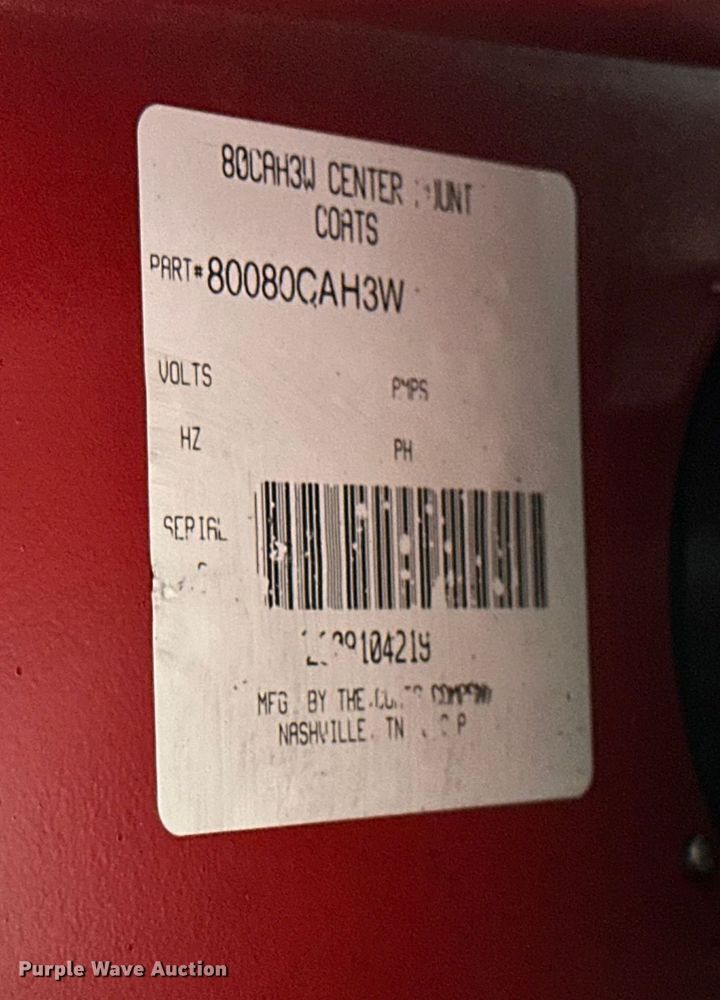 80CAH3W CENTER
COATS
PART# 80080CAH3W
VOLTS
HZ
PH
SERIAL
MFG. BY THE
NASHVILLE, TN
Purple Wave Auction